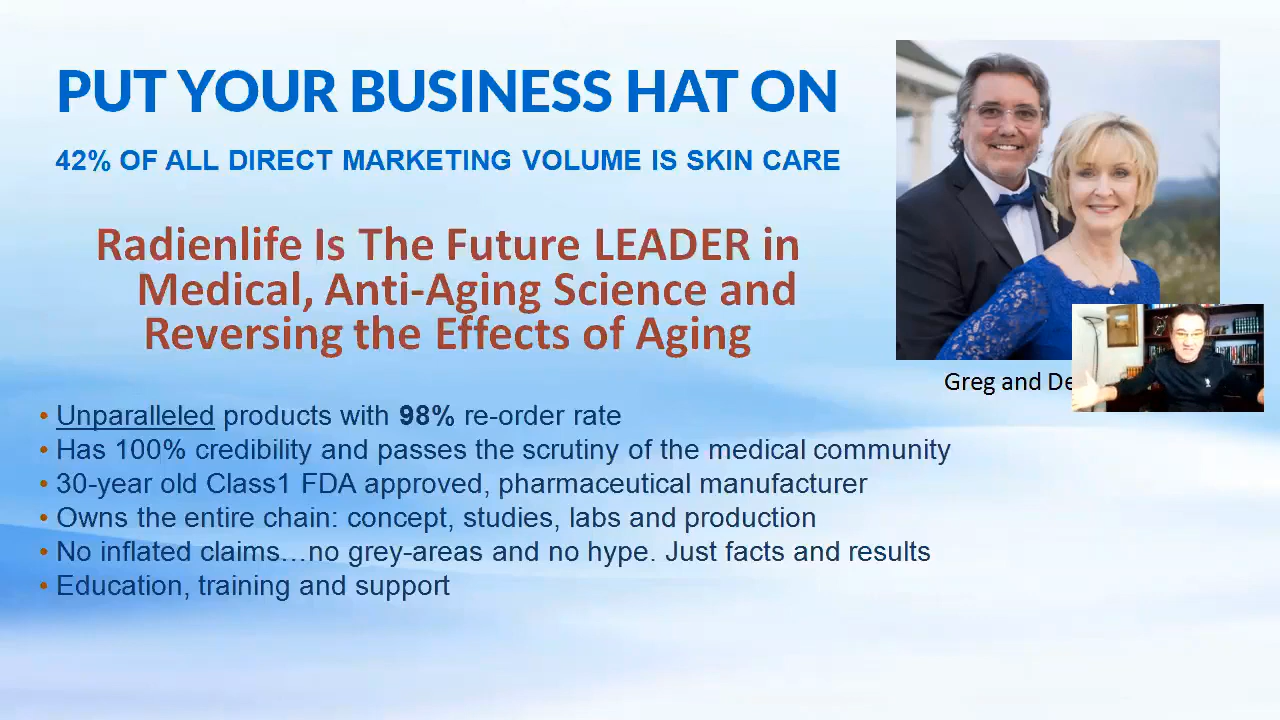 PUT YOUR BUSINESS HAT ON
42% OF ALL DIRECT MARKETING VOLUME IS SKIN CARE
Radienlife Is The Future LEADER in
Medical, Anti-Aging Science and
Reversing the Effects of Aging
Greg and
• Unparalleled products with 98% re-order rate
• Has 100% credibility and passes the scrutiny of the medical community
• 30-year old Class1 FDA approved, pharmaceutical manufacturer
• Owns the entire chain: concept, studies, labs and production
• No inflated claims…no grey-areas and no hype. Just facts and results
• Education, training and support